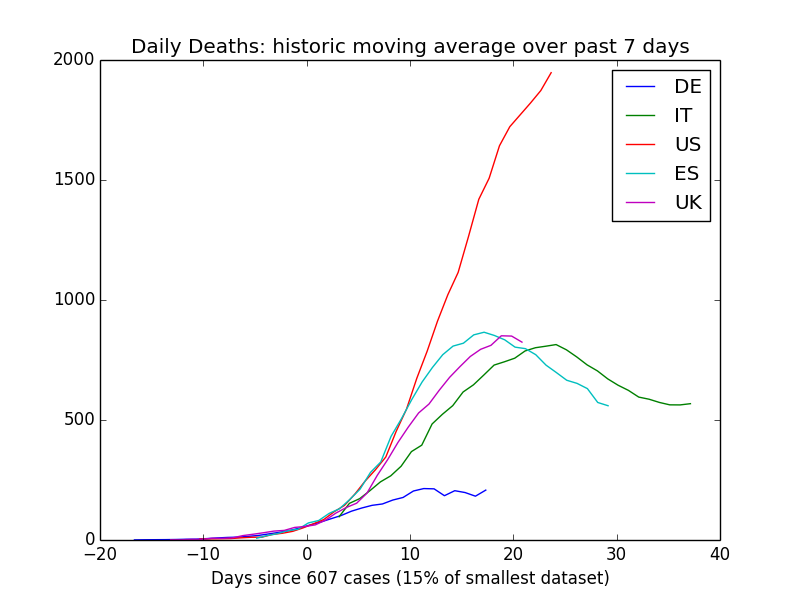 Daily Deaths: historic moving average over past 7 days
2000
1500
1000
500
0
−20 −10 0 10 20 30 40
Days since 607 cases (15% of smallest dataset)
DE
IT
US
ES
UK